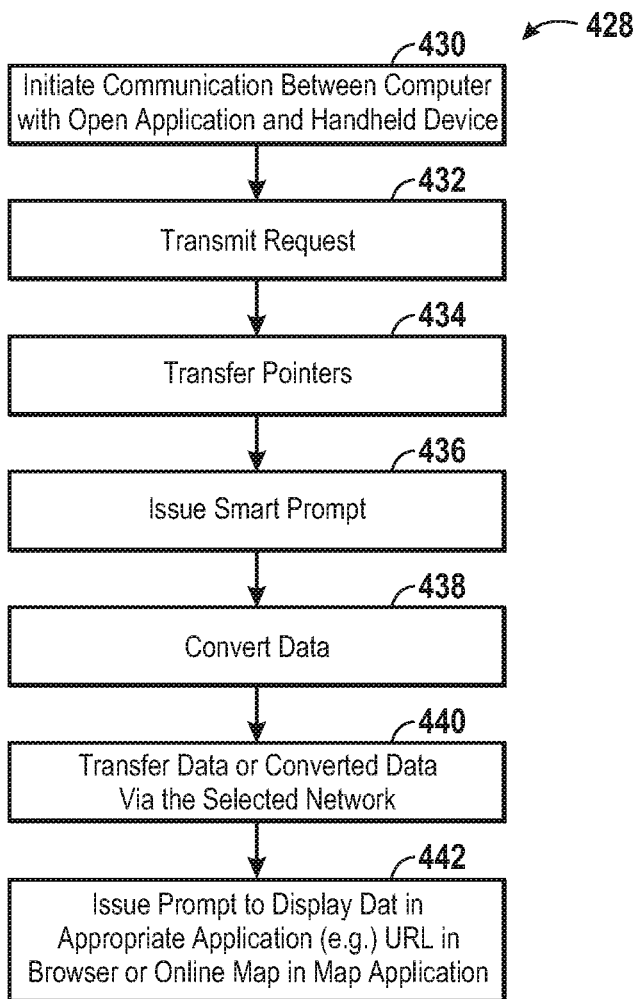 428
430
Initiate Communication Between Computer
with Open Application and Handheld Device
432
Transmit Request
434
Transfer Pointers
436
Issue Smart Prompt
438
Convert Data
440
Transfer Data or Converted Data
Via the Selected Network
442
Issue Prompt to Display Dat in
Appropriate Application (e.g.) URL in
Browser or Online Map in Map Application